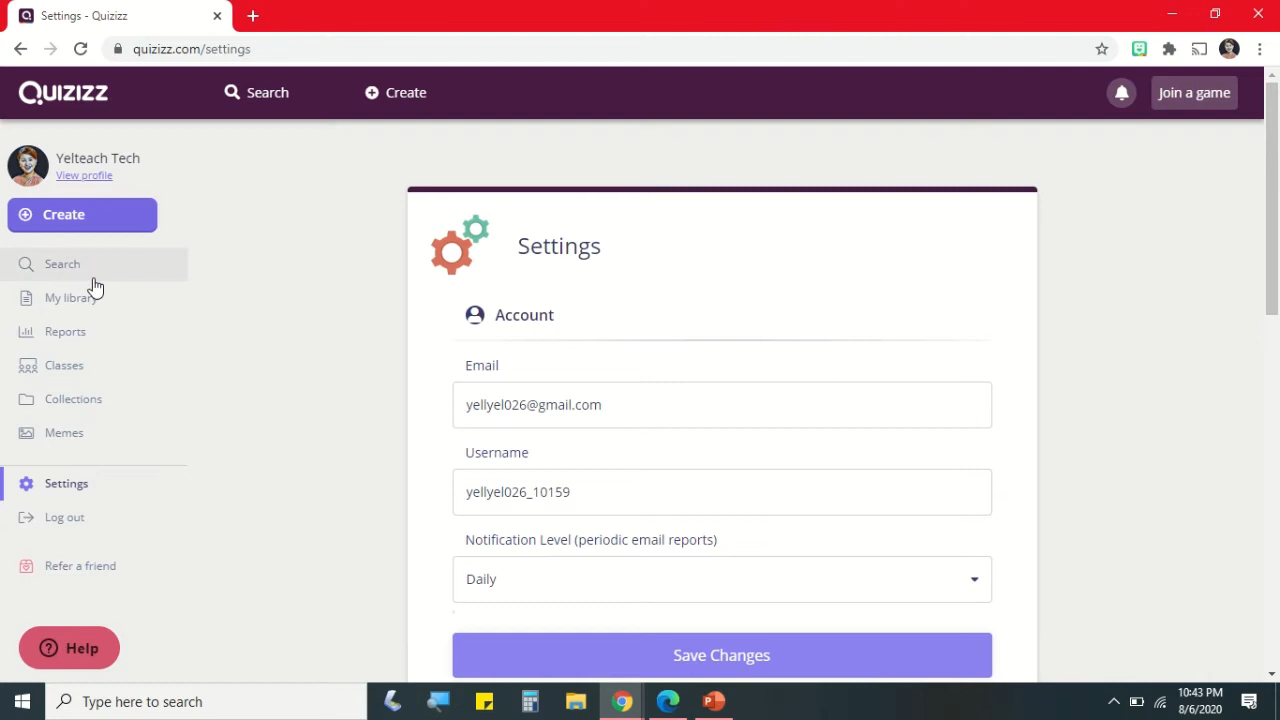 Settings - Quizizz
quizizz.com/settings
Quizizz
Search
Create
Join a game
Yelteach Tech
View profile
Create
Search
My library
Reports
Classes
Collections
Memes
Settings
Log out
Refer a friend
Help
Settings
Account
Email
yellyel026@gmail.com
Username
yellyel026_10159
Notification Level (periodic email reports)
Daily
Save Changes
Type here to search
10:43 PM
8/6/2020